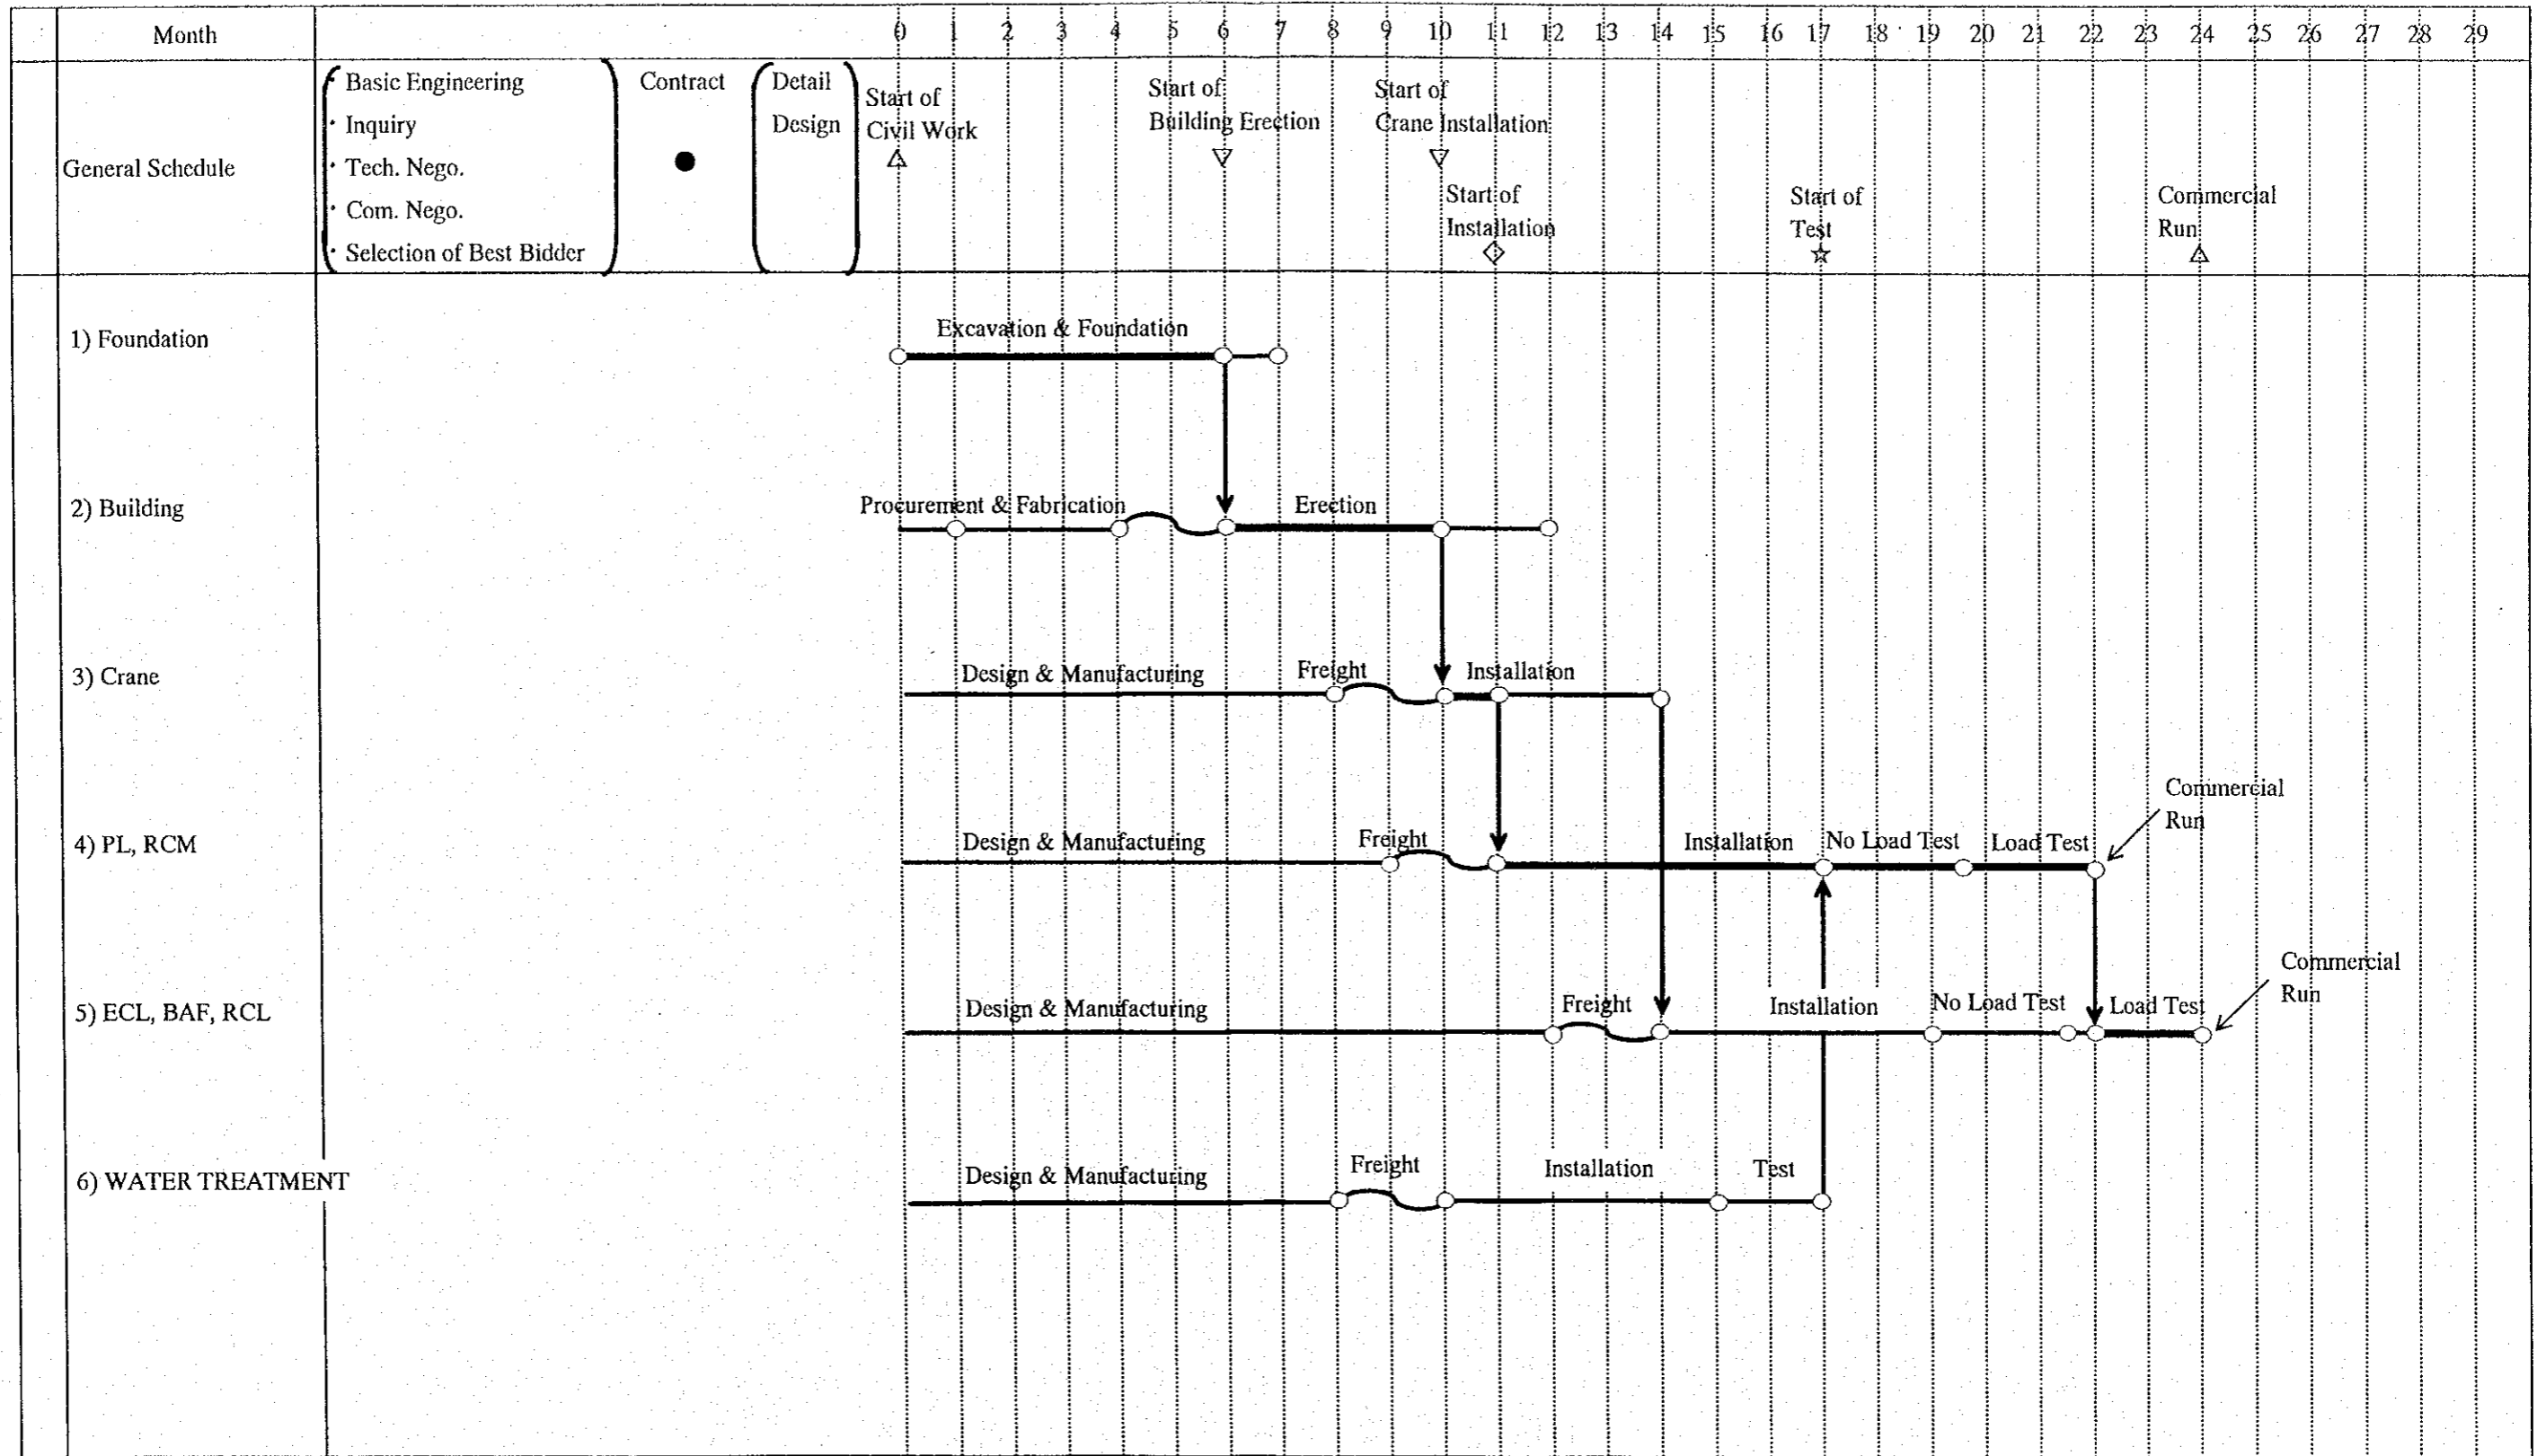 Month 0 1 2 3 4 5 6 7 8 9 10 11 12 13 14 15 16 17 18 19 20 21 22 23 24 25 26 27 28 29
General Schedule
· Basic Engineering
· Inquiry
· Tech. Nego.
· Com. Nego.
· Selection of Best Bidder
Contract
Detail
Design
Start of
Civil Work
Start of
Building Erection
Start of
Crane Installation
Start of
Installation
Start of
Test
Commercial
Run
1) Foundation
Excavation & Foundation
2) Building
Procurement & Fabrication
Erection
3) Crane
Design & Manufacturing
Freight
Installation
4) PL, RCM
Design & Manufacturing
Freight
Installation
No Load Test
Load Test
Commercial
Run
5) ECL, BAF, RCL
Design & Manufacturing
Freight
Installation
No Load Test
Load Test
Commercial
Run
6) WATER TREATMENT
Design & Manufacturing
Freight
Installation
Test